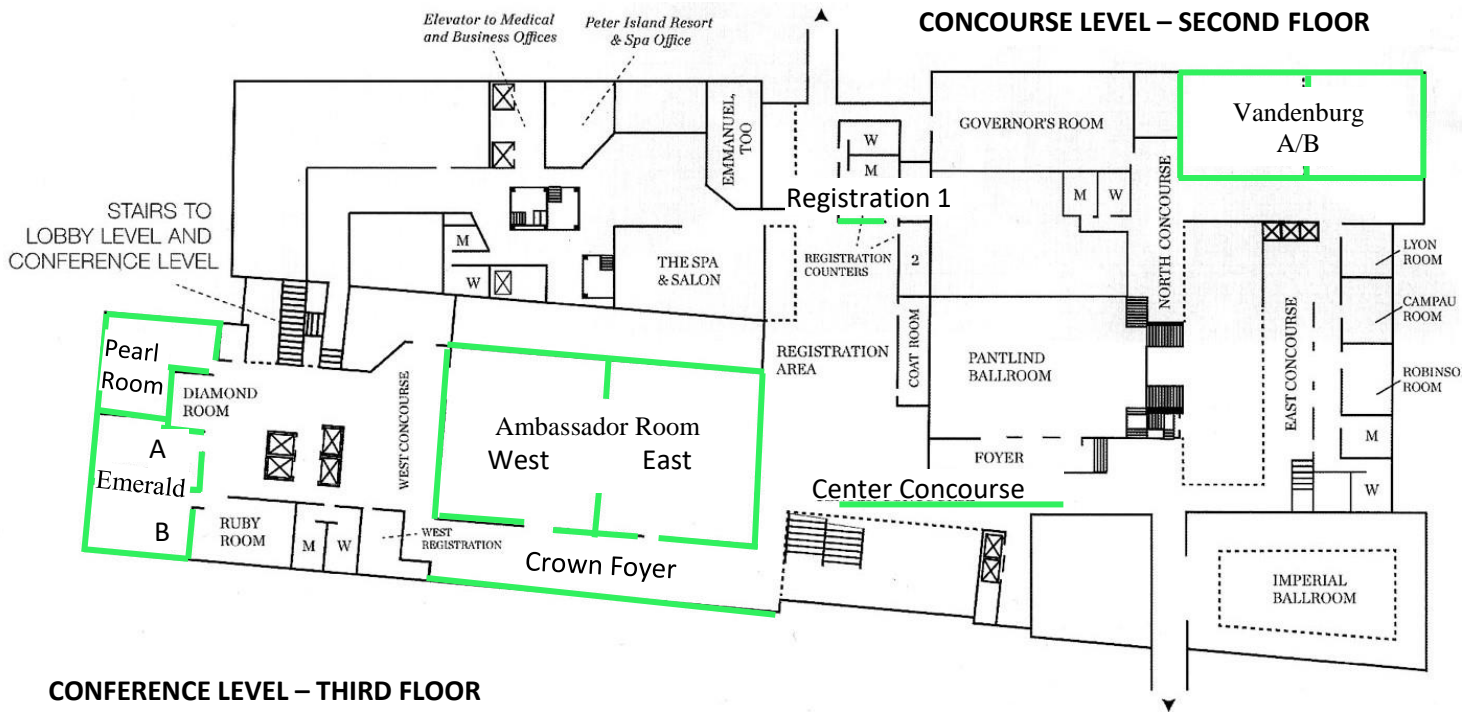 CONCOURSE LEVEL – SECOND FLOOR
Elevator to Medical
and Business Offices
Peter Island Resort
& Spa Office
EMMANUEL,
TOO
W
M
GOVERNOR'S ROOM
Vandenburg
A/B
Registration 1
REGISTRATION
COUNTERS
2
M
W
NORTH CONCOURSE
STAIRS TO
LOBBY LEVEL AND
CONFERENCE LEVEL
M
W
THE SPA
& SALON
LYON
ROOM
CAMPAU
ROOM
ROBINSO
ROOM
EAST CONCOURSE
M
W
Pearl
Room
DIAMOND
ROOM
WEST CONCOURSE
REGISTRATION
AREA
COAT ROOM
PANTLIND
BALLROOM
Ambassador Room
West
East
A
Emerald
B
FOYER
Center Concourse
RUBY
ROOM
M
W
WEST
REGISTRATION
Crown Foyer
IMPERIAL
BALLROOM
CONFERENCE LEVEL – THIRD FLOOR